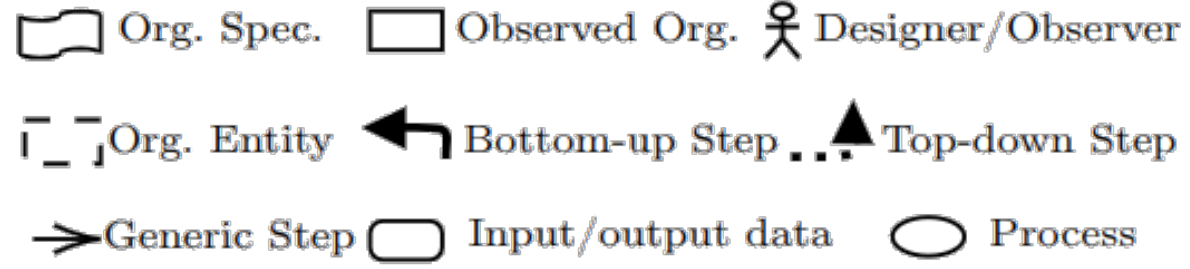 Org. Spec. Observed Org. Designer/Observer
Org. Entity Bottom-up Step Top-down Step
Generic Step Input/output data Process